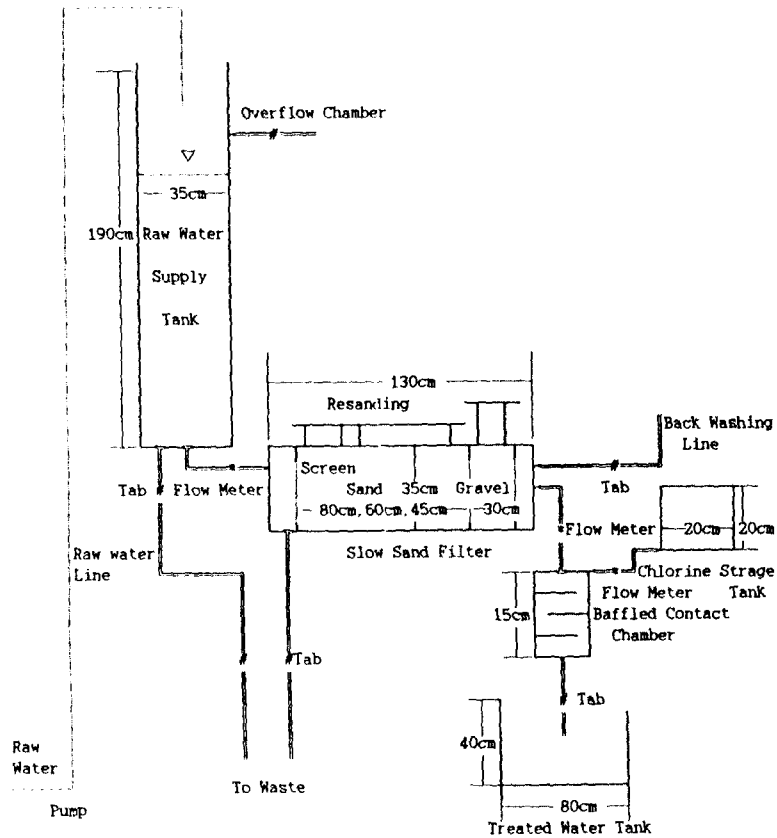 Overflow Chamber
35cm
190cm
Raw Water
Supply
Tank
130cm
Resanding
Back Washing
Line
Screen
Tab
Flow Meter
Sand 35cm Gravel
80cm, 60cm, 45cm
30cm
Tab
Flow Meter
20cm
20cm
Slow Sand Filter
Raw water
Line
Chlorine Strage
Tank
Flow Meter
15cm
Baffled Contact
Chamber
Tab
Tab
40cm
Raw
Water
To Waste
Pump
80cm
Treated Water Tank